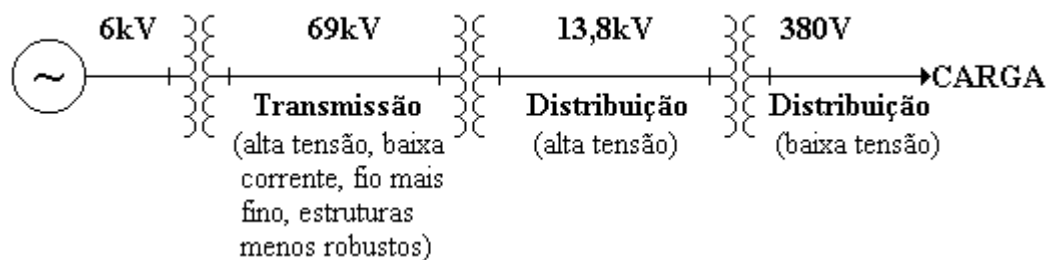 6kV
69kV
13,8kV
380V
~
CARGA
Transmissão
(alta tensão, baixa
corrente, fio mais
fino, estruturas
menos robustos)
Distribuição
(alta tensão)
Distribuição
(baixa tensão)